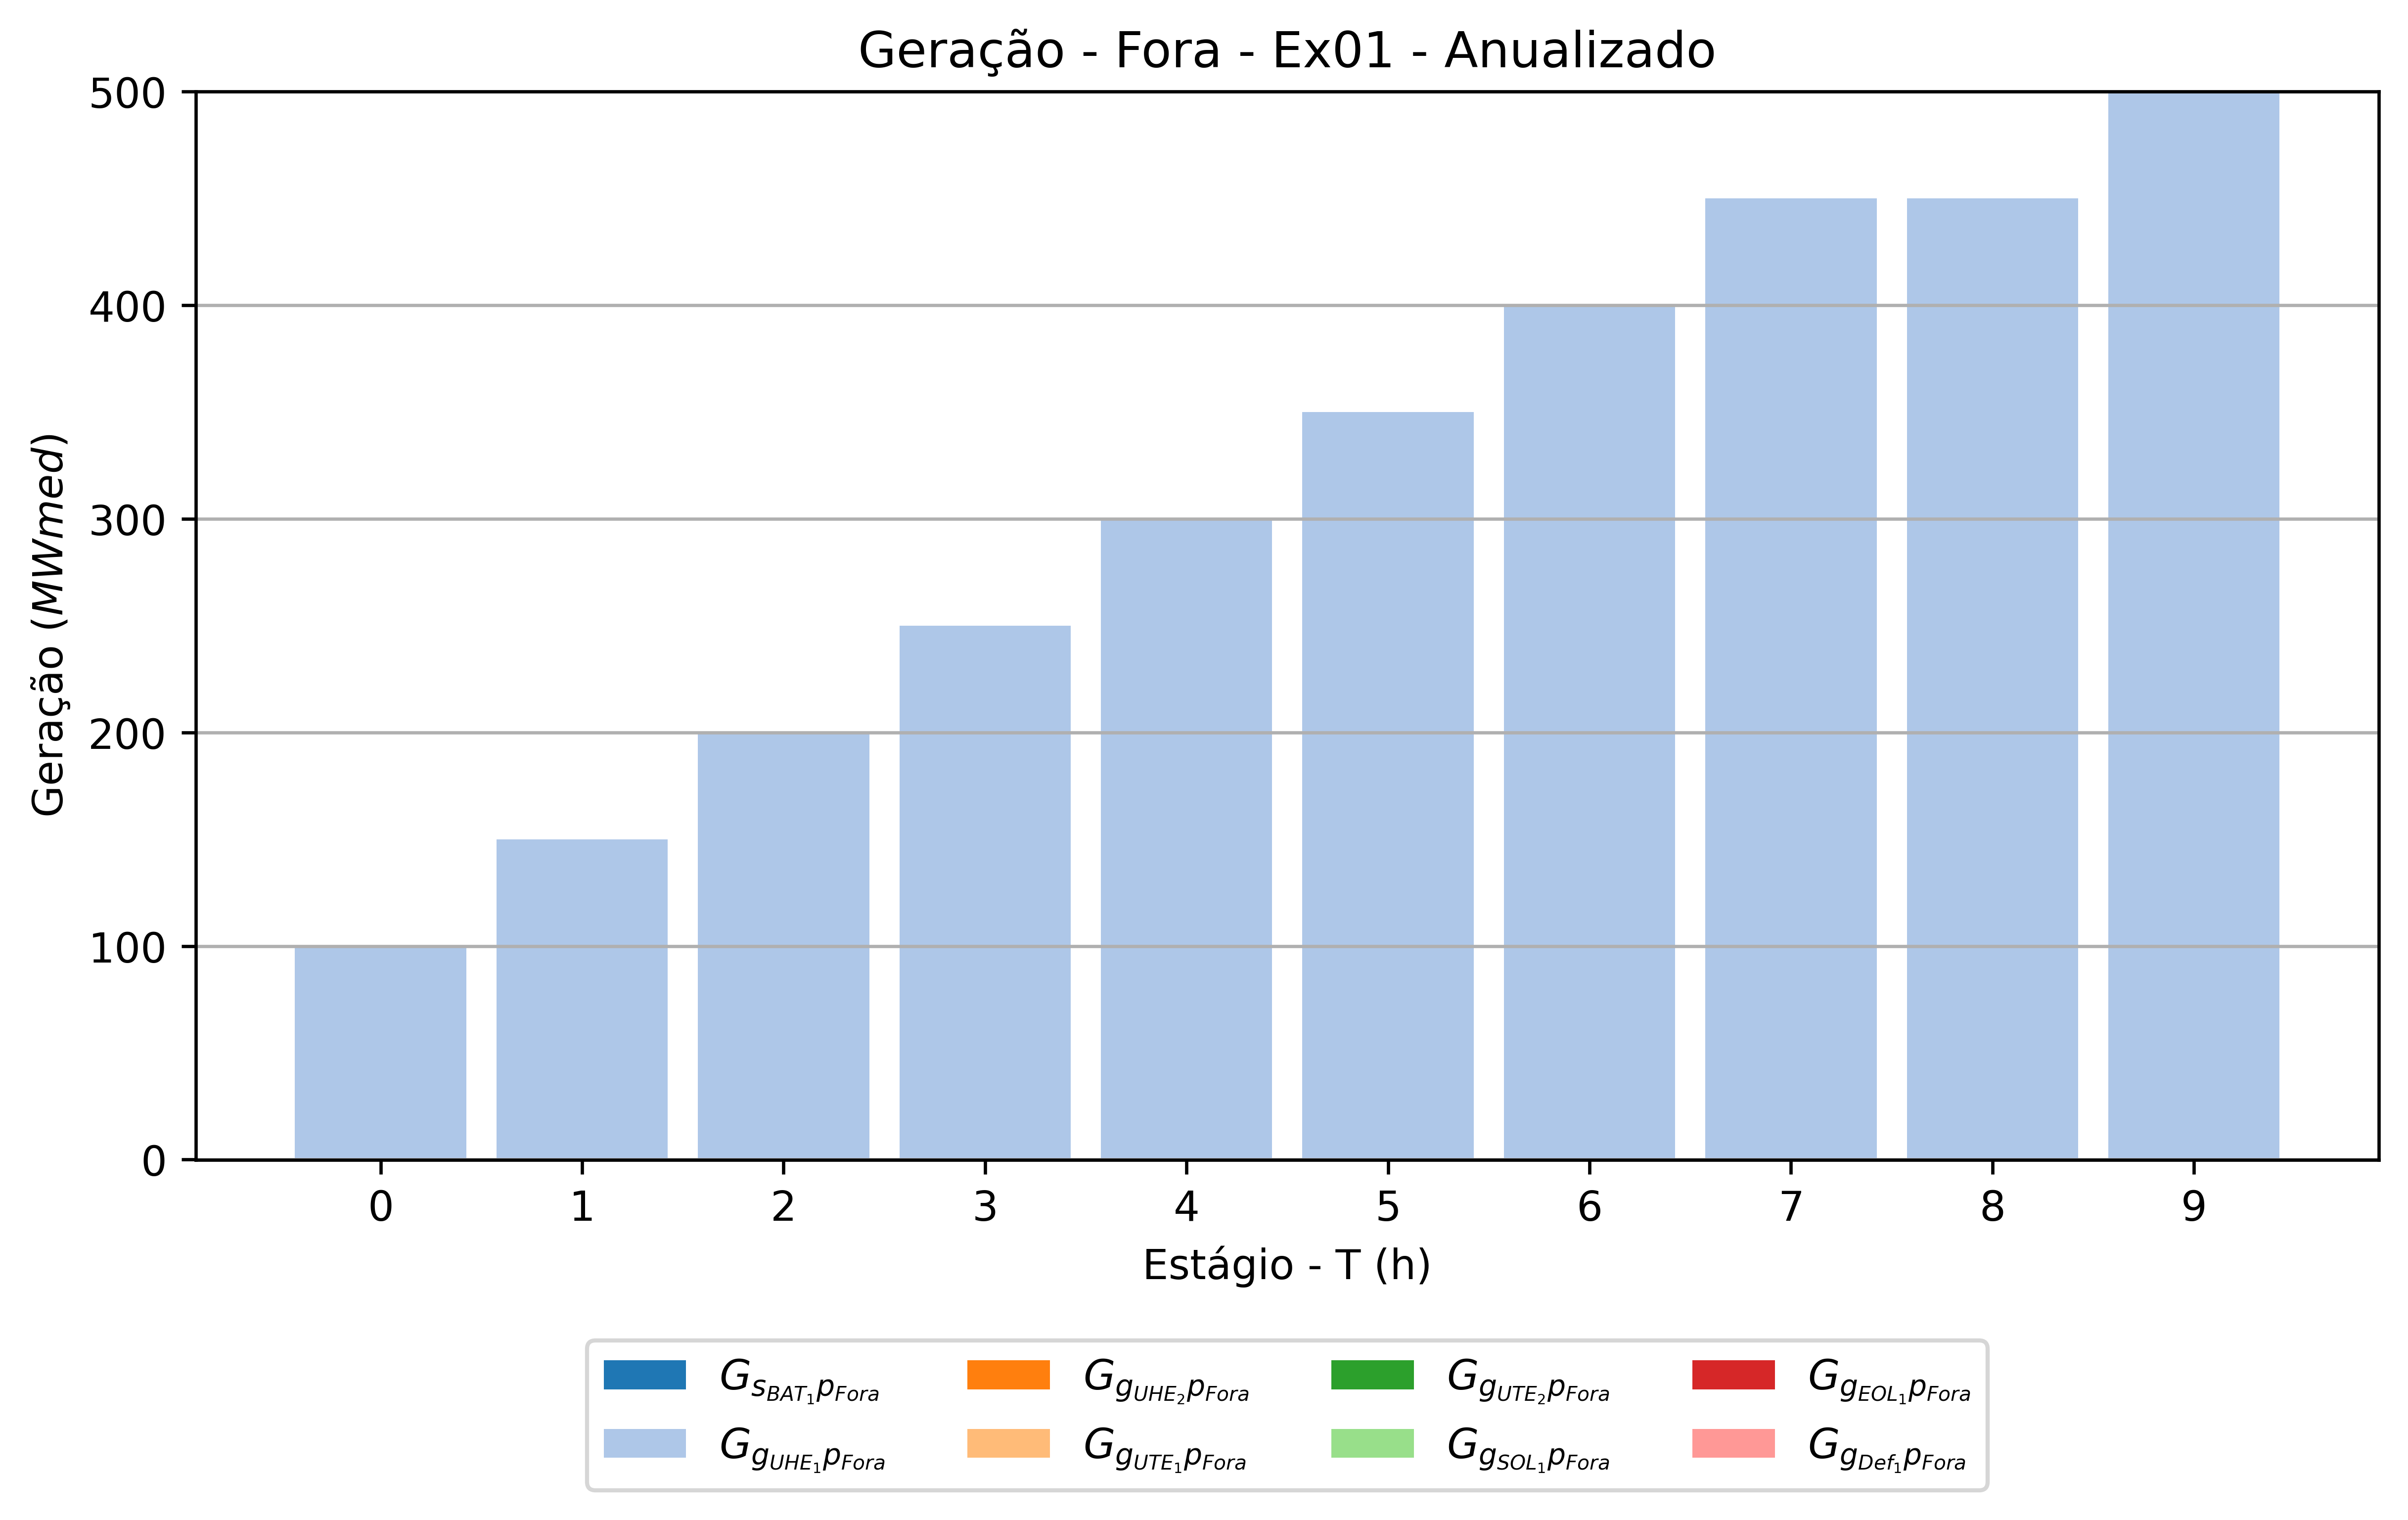 Geração - Fora - Ex01 - Anualizado
Geração (MWmed)
500
400
300
200
100
0
0 1 2 3 4 5 6 7 8 9
Estágio - T (h)
G_{s_{BAT_1}p_{Fora}} G_{g_{UHE_2}p_{Fora}} G_{g_{UTE_2}p_{Fora}} G_{g_{EOL_1}p_{Fora}}
G_{g_{UHE_1}p_{Fora}} G_{g_{UTE_1}p_{Fora}} G_{g_{SOL_1}p_{Fora}} G_{g_{Def_1}p_{Fora}}